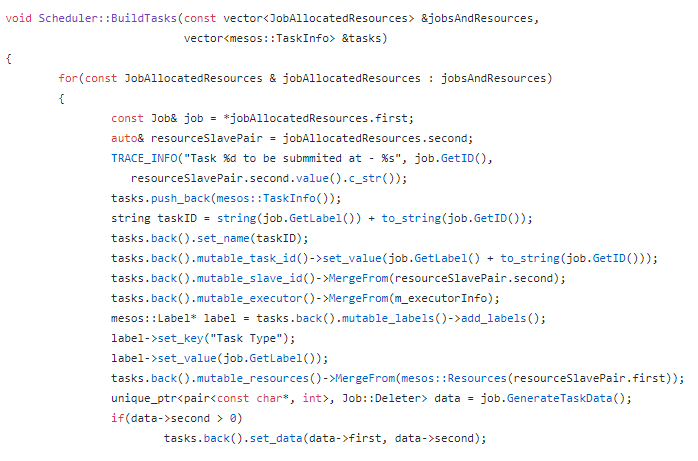 void Scheduler::BuildTasks(const vector<JobAllocatedResources> &jobsAndResources,
vector<mesos::TaskInfo> &tasks)
{
for(const JobAllocatedResources & jobAllocatedResources : jobsAndResources)
{
const Job& job = *jobAllocatedResources.first;
auto& resourceSlavePair = jobAllocatedResources.second;
TRACE_INFO("Task %d to be submmited at - %s", job.GetID(),
resourceSlavePair.second.value().c_str());
tasks.push_back(mesos::TaskInfo());
string taskID = string(job.GetLabel()) + to_string(job.GetID());
tasks.back().set_name(taskID);
tasks.back().mutable_task_id()->set_value(job.GetLabel() + to_string(job.GetID()));
tasks.back().mutable_slave_id()->MergeFrom(resourceSlavePair.second);
tasks.back().mutable_executor()->MergeFrom(m_executorInfo);
mesos::Label* label = tasks.back().mutable_labels()->add_labels();
label->set_key("Task Type");
label->set_value(job.GetLabel());
tasks.back().mutable_resources()->MergeFrom(mesos::Resources(resourceSlavePair.first));
unique_ptr<pair<const char*, int>, Job::Deleter> data = job.GenerateTaskData();
if(data->second > 0)
tasks.back().set_data(data->first, data->second);